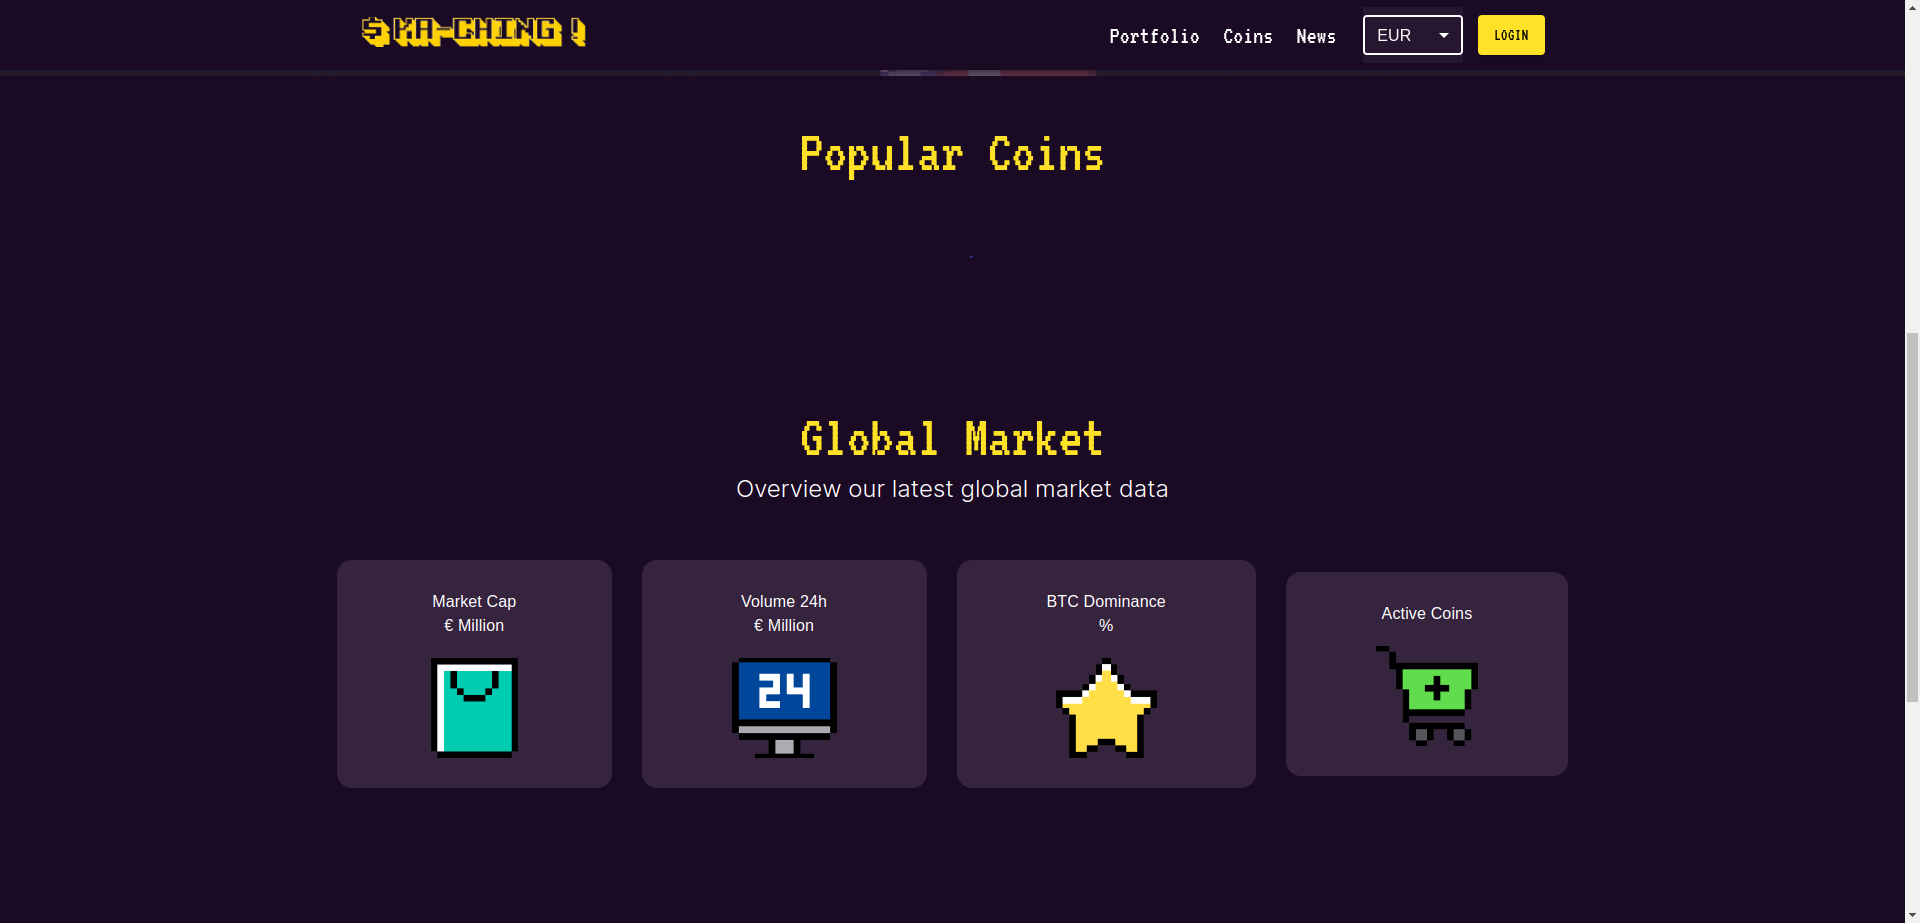 $ KA-CHING !
Portfolio Coins News EUR LOGIN
Popular Coins
Global Market
Overview our latest global market data
Market Cap
€ Million
Volume 24h
€ Million
24
BTC Dominance
%
Active Coins